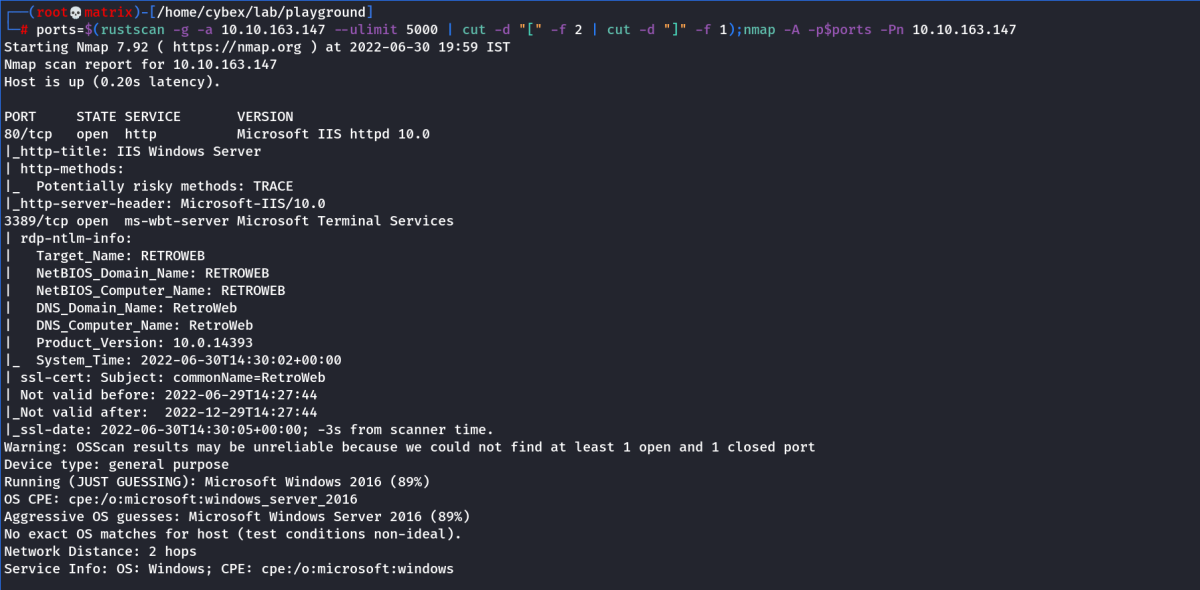 ┌──(root💀matrix)-[/home/cybex/lab/playground]
└─# ports=$(rustscan -g -a 10.10.163.147 --ulimit 5000 | cut -d "[" -f 2 | cut -d "]" -f 1);nmap -A -p$ports -Pn 10.10.163.147
Starting Nmap 7.92 ( https://nmap.org ) at 2022-06-30 19:59 IST
Nmap scan report for 10.10.163.147
Host is up (0.20s latency).

PORT     STATE SERVICE       VERSION
80/tcp   open  http          Microsoft IIS httpd 10.0
|_http-title: IIS Windows Server
| http-methods:
|_  Potentially risky methods: TRACE
|_http-server-header: Microsoft-IIS/10.0
3389/tcp open  ms-wbt-server Microsoft Terminal Services
| rdp-ntlm-info:
|   Target_Name: RETROWEB
|   NetBIOS_Domain_Name: RETROWEB
|   NetBIOS_Computer_Name: RETROWEB
|   DNS_Domain_Name: RetroWeb
|   DNS_Computer_Name: RetroWeb
|   Product_Version: 10.0.14393
|_  System_Time: 2022-06-30T14:30:02+00:00
| ssl-cert: Subject: commonName=RetroWeb
| Not valid before: 2022-06-29T14:27:44
|_Not valid after:  2022-12-29T14:27:44
|_ssl-date: 2022-06-30T14:30:05+00:00; -3s from scanner time.
Warning: OSScan results may be unreliable because we could not find at least 1 open and 1 closed port
Device type: general purpose
Running (JUST GUESSING): Microsoft Windows 2016 (89%)
OS CPE: cpe:/o:microsoft:windows_server_2016
Aggressive OS guesses: Microsoft Windows Server 2016 (89%)
No exact OS matches for host (test conditions non-ideal).
Network Distance: 2 hops
Service Info: OS: Windows; CPE: cpe:/o:microsoft:windows